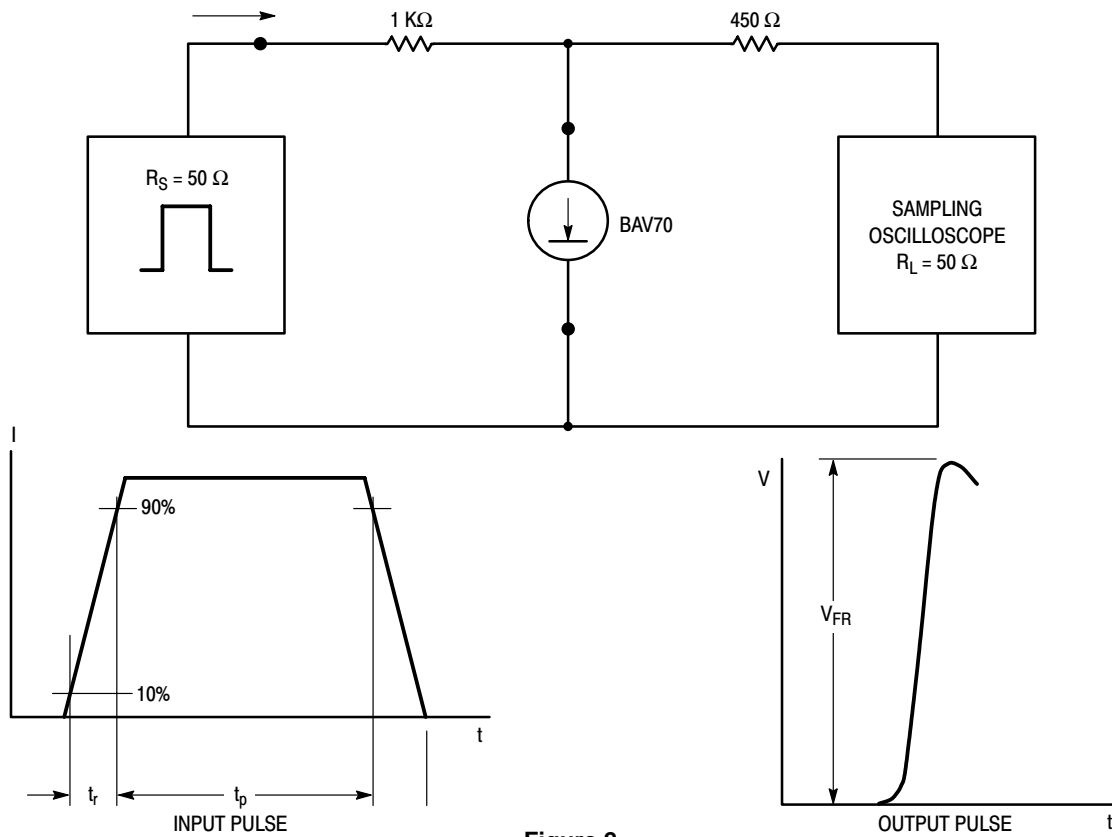 1 KΩ
450 Ω
R_S = 50 Ω
BAV70
SAMPLING
OSCILLOSCOPE
R_L = 50 Ω
I
90%
10%
t
t_r
t_p
INPUT PULSE
V
V_FR
t
OUTPUT PULSE